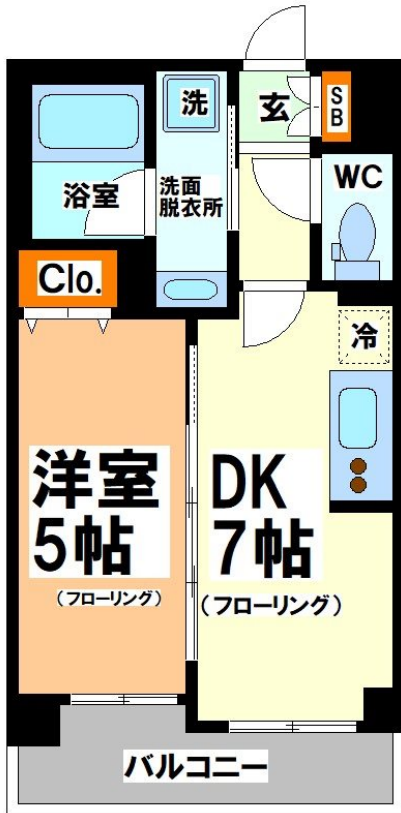 洗
玄
SB
浴室
洗面
脱衣所
WC
Clo.
冷
洋室
5帖
(フローリング)
DK
7帖
(フローリング)
バルコニー